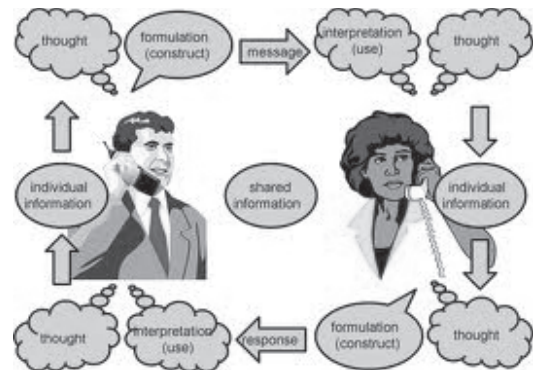 thought
formulation
(construct)
message
interpretation
(use)
thought
individual
information
shared
information
individual
information
thought
interpretation
(use)
response
formulation
(construct)
thought